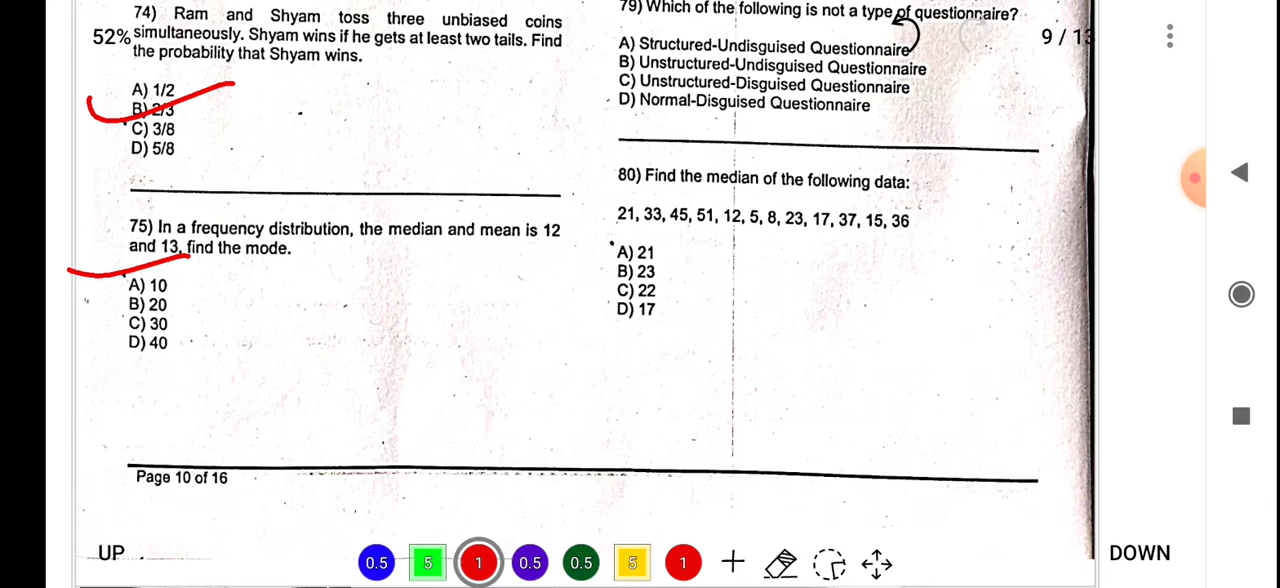 74) Ram and Shyam toss three unbiased coins
52% simultaneously. Shyam wins if he gets at least two tails. Find
the probability that Shyam wins.
A) 1/2
B) 2/3
C) 3/8
D) 5/8
75) In a frequency distribution, the median and mean is 12
and 13, find the mode.
A) 10
B) 20
C) 30
D) 40
Page 10 of 16
79) Which of the following is not a type of questionnaire?
A) Structured-Undisguised Questionnaire
B) Unstructured-Undisguised Questionnaire
C) Unstructured-Disguised Questionnaire
D) Normal-Disguised Questionnaire
80) Find the median of the following data:
21, 33, 45, 51, 12, 5, 8, 23, 17, 37, 15, 36
A) 21
B) 23
C) 22
D) 17
9 / 13
UP
0.5 5 1 0.5 0.5 5 1
DOWN